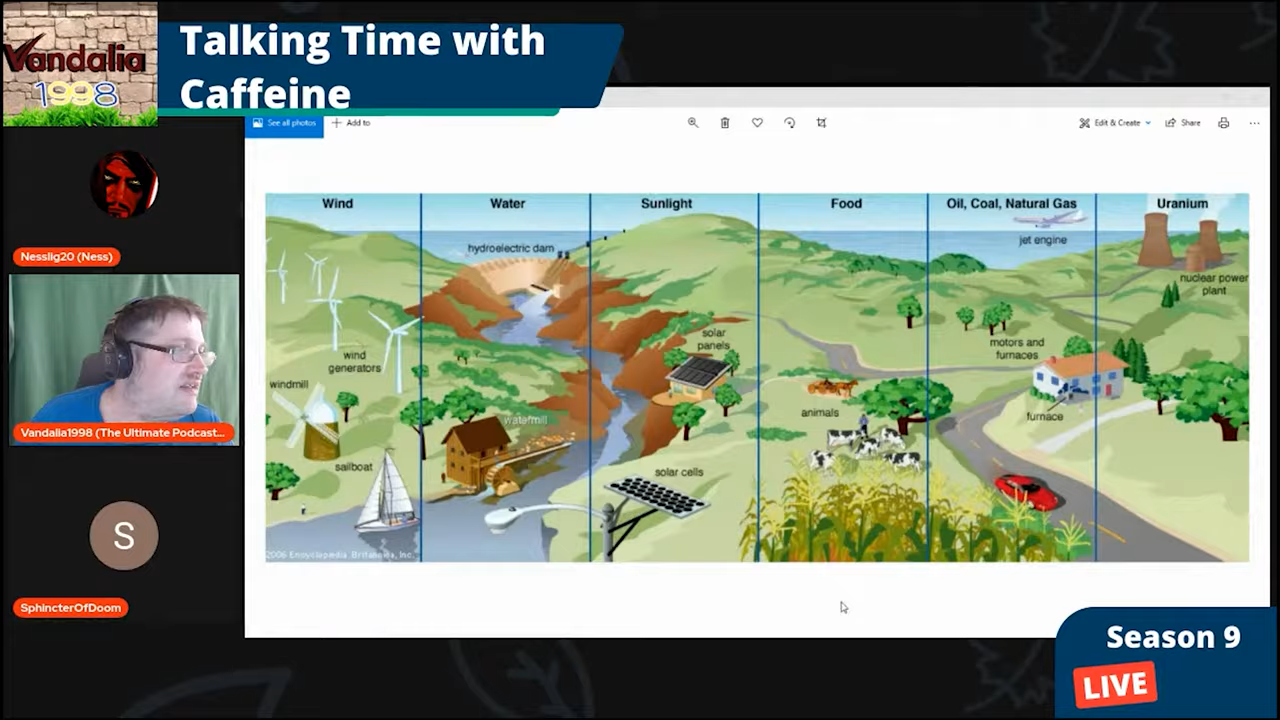 Vandalia
1998
Talking Time with
Caffeine
See all photos
Add to
Edit & Create
Share
Nesslig20 (Ness)
Vandalia1998 (The Ultimate Podcast...
S
SphincterOfDoom
Wind
Water
Sunlight
Food
Oil, Coal, Natural Gas
Uranium
hydroelectric dam
jet engine
nuclear power
plant
solar
panels
motors and
furnaces
wind
generators
windmill
animals
furnace
watermill
sailboat
solar cells
2006 Encyclopædia Britannica, Inc.
Season 9
LIVE